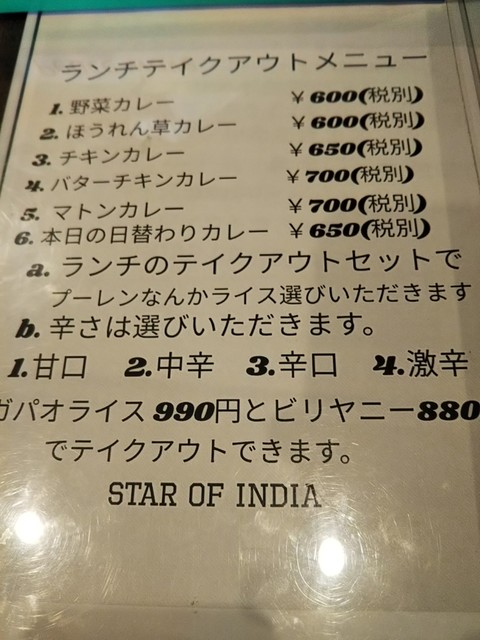 ランチテイクアウトメニュー
1. 野菜カレー ￥600(税別)
2. ほうれん草カレー ￥600(税別)
3. チキンカレー ￥650(税別)
4. バターチキンカレー ￥700(税別)
5. マトンカレー ￥700(税別)
6. 本日の日替わりカレー ￥650(税別)
a. ランチのテイクアウトセットで
プーレンなんかライス選びいただきます
b. 辛さは選びいただきます。
1.甘口 2.中辛 3.辛口 4.激辛
ガパオライス 990円とビリヤニー880
でテイクアウトできます。
STAR OF INDIA